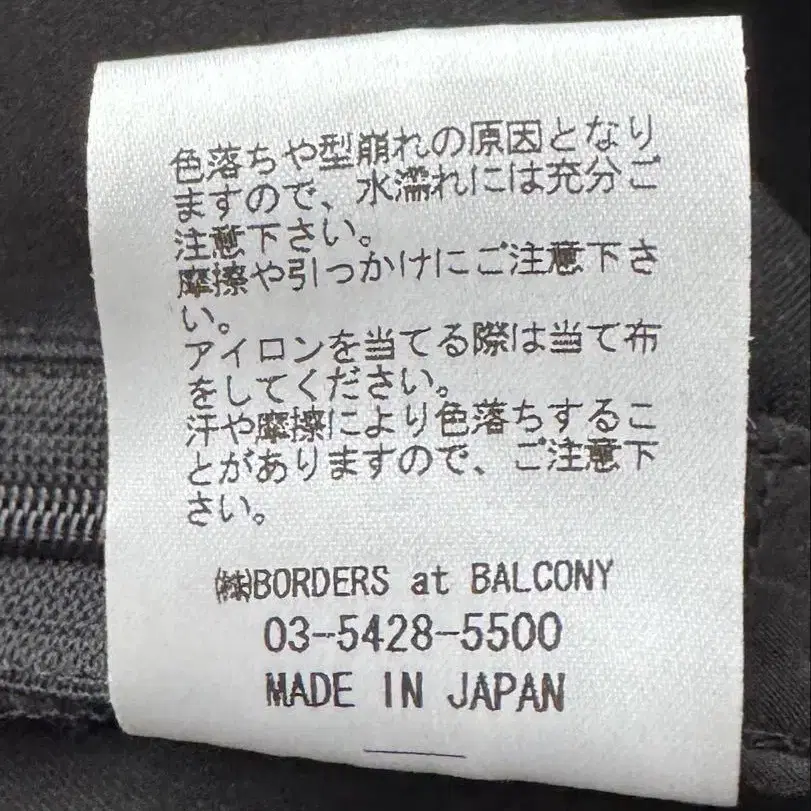 色落ちや型崩れの原因となり
ますので、水濡れには充分ご
注意下さい。
摩擦や引っかけにご注意下さ
い。
アイロンを当てる際は当て布
をしてください。
汗や摩擦により色落ちするこ
とがありますので、ご注意下
さい。
㈱BORDERS at BALCONY
03-5428-5500
MADE IN JAPAN